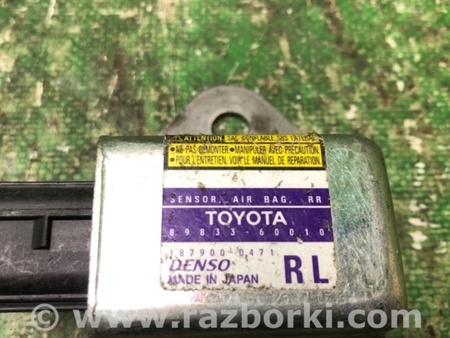 ATTENTION: SAC GONFLABLE SRS LATERAL
•NE PAS DEMONTER •MANIPULER AVEC PRECAUTION.
•POUR L'ENTRETIEN, VOIR LE MANUEL DE REPARATION.
SENSOR, AIR BAG, RR
TOYOTA
89833-60010
187900-0471
DENSO RL
MADE IN JAPAN
www.razborki.com